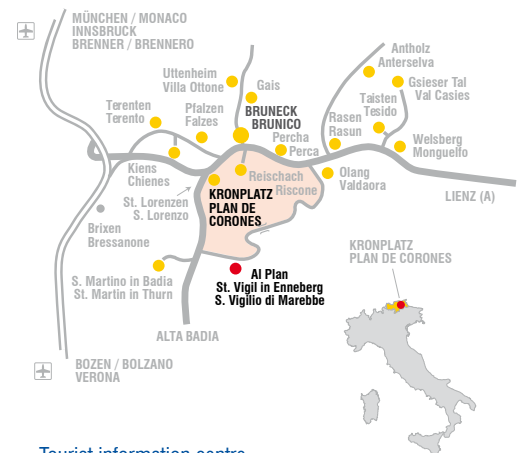 MÜNCHEN / MONACO
INNSBRUCK
BRENNER / BRENNERO
Antholz
Anterselva
Uttenheim
Villa Ottone
Gais
Gsieser Tal
Val Casies
Terenten
Terento
Pfalzen
Falzes
BRUNECK
BRUNICO
Taisten
Tesido
Percha
Perca
Rasen
Rasun
Welsberg
Monguelfo
Kiens
Chienes
Reischach
Riscone
Olang
Valdaora
LIENZ (A)
St. Lorenzen
S. Lorenzo
KRONPLATZ
PLAN DE
CORONES
Brixen
Bressanone
KRONPLATZ
PLAN DE CORONES
S. Martino in Badia
St. Martin in Thurn
Al Plan
St. Vigil in Enneberg
S. Vigilio di Marebbe
ALTA BADIA
BOZEN / BOLZANO
VERONA
Tourist information centre